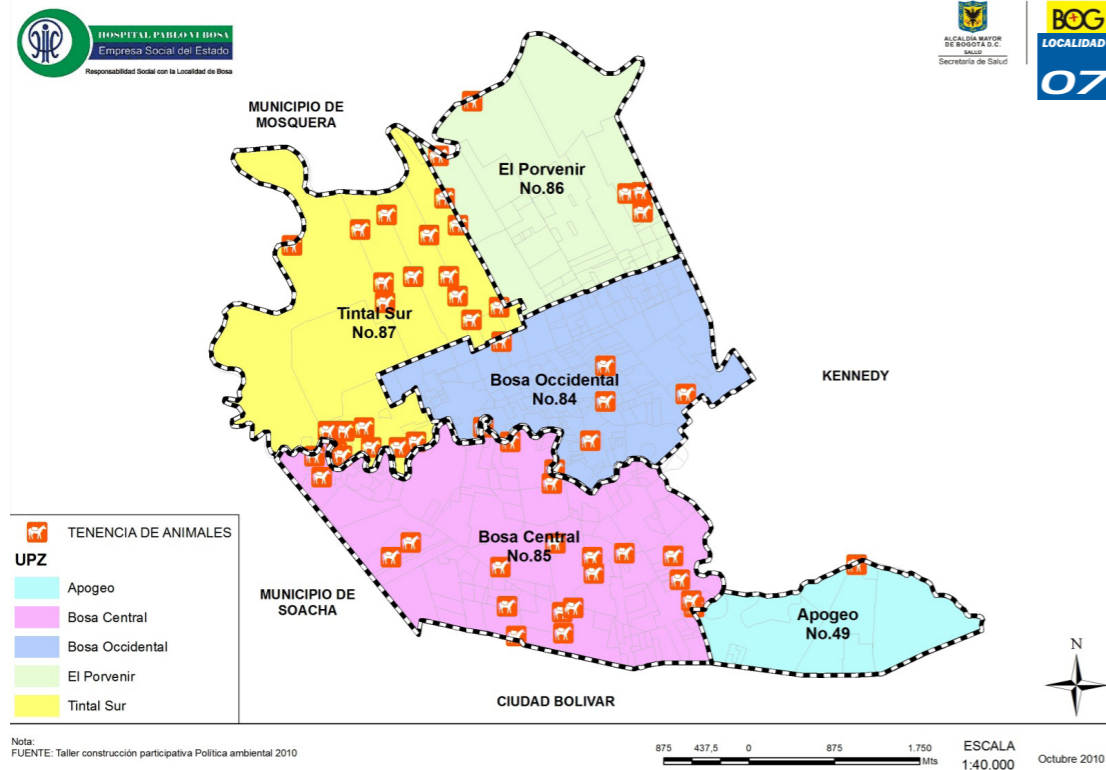 HOSPITAL PABLO VI BOSA
Empresa Social del Estado
Responsabilidad Social con la Localidad de Bosa
ALCALDÍA MAYOR
DE BOGOTÁ D.C.
SALUD
Secretaría de Salud
BOG
LOCALIDAD
07
MUNICIPIO DE
MOSQUERA
El Porvenir
No.86
Tintal Sur
No.87
Bosa Occidental
No.84
KENNEDY
Bosa Central
No.85
MUNICIPIO DE
SOACHA
Apogeo
No.49
CIUDAD BOLIVAR
TENENCIA DE ANIMALES
UPZ
Apogeo
Bosa Central
Bosa Occidental
El Porvenir
Tintal Sur
N
Nota:
FUENTE: Taller construcción participativa Política ambiental 2010
875 437,5 0 875 1.750
Mts
ESCALA
1:40.000
Octubre 2010